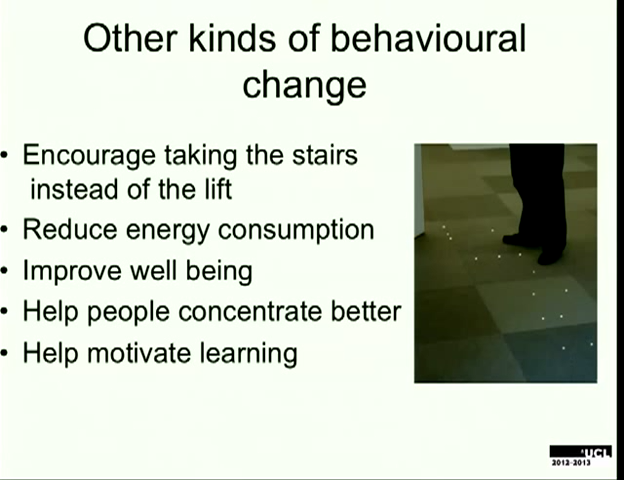 Other kinds of behavioural
change
• Encourage taking the stairs
instead of the lift
• Reduce energy consumption
• Improve well being
• Help people concentrate better
• Help motivate learning
UCL
2012-2013